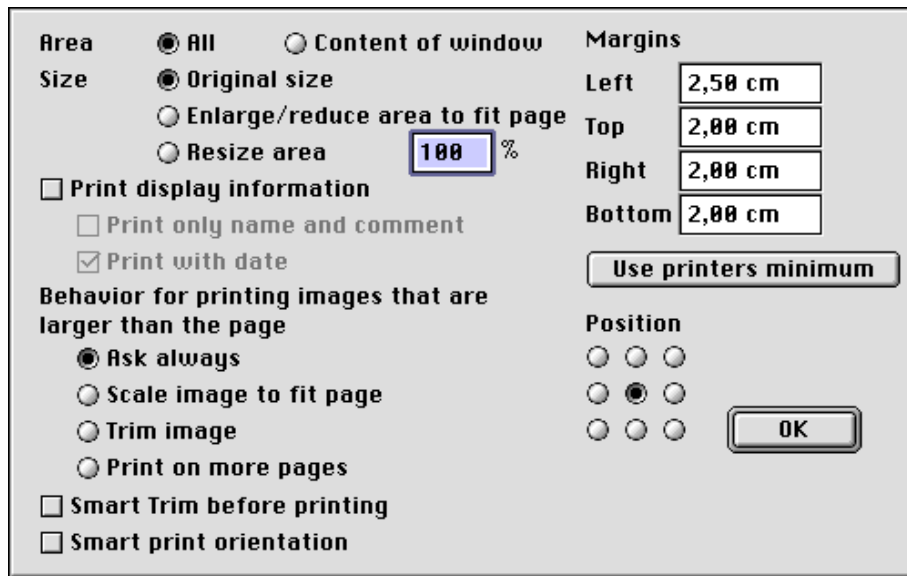 Area All Content of window
Size Original size
Enlarge/reduce area to fit page
Resize area 100 %
Print display information
Print only name and comment
Print with date
Behavior for printing images that are
larger than the page
Ask always
Scale image to fit page
Trim image
Print on more pages
Smart Trim before printing
Smart print orientation
Margins
Left 2,50 cm
Top 2,00 cm
Right 2,00 cm
Bottom 2,00 cm
Use printers minimum
Position
OK